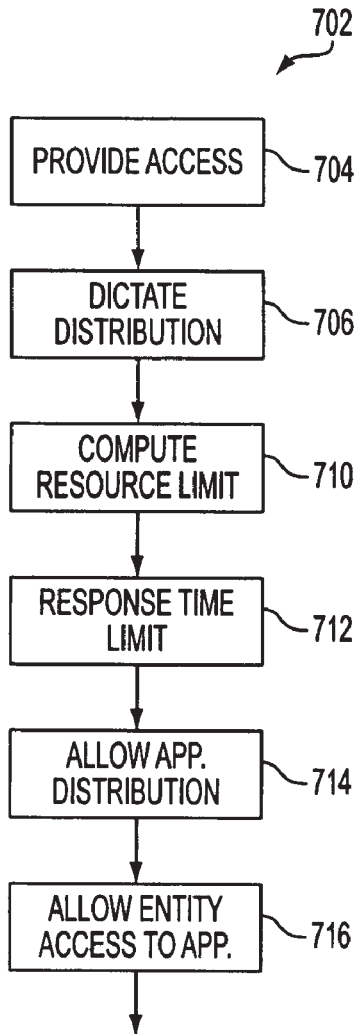 702
PROVIDE ACCESS
704
DICTATE
DISTRIBUTION
706
COMPUTE
RESOURCE LIMIT
710
RESPONSE TIME
LIMIT
712
ALLOW APP.
DISTRIBUTION
714
ALLOW ENTITY
ACCESS TO APP.
716